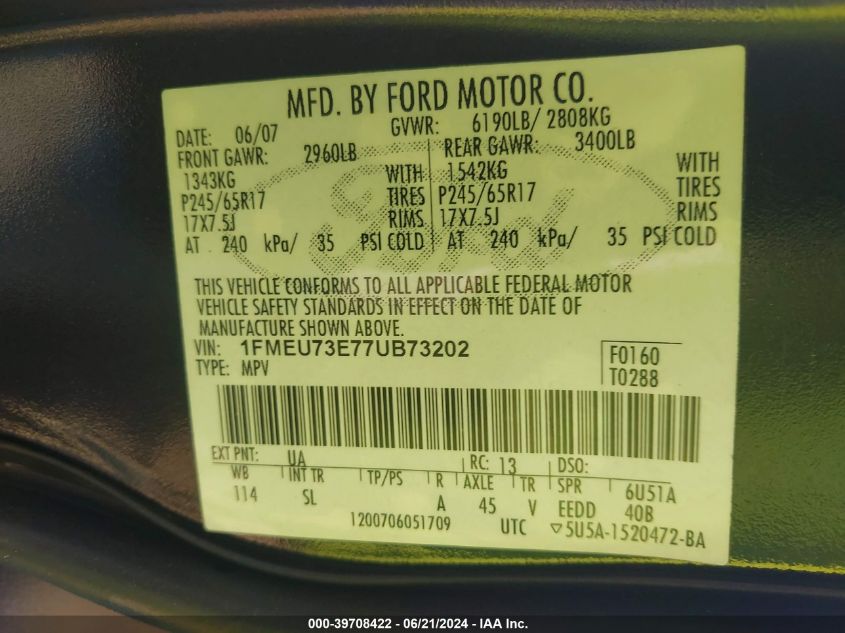 MFD. BY FORD MOTOR CO.
DATE: 06/07 GVWR: 6190LB/ 2808KG
FRONT GAWR: 2960LB REAR GAWR: 3400LB
1343KG WITH 1542KG WITH
P245/65R17 TIRES P245/65R17 TIRES
17X7.5J RIMS 17X7.5J RIMS
AT 240 kPa/ 35 PSI COLD AT 240 kPa/ 35 PSI COLD
THIS VEHICLE CONFORMS TO ALL APPLICABLE FEDERAL MOTOR
VEHICLE SAFETY STANDARDS IN EFFECT ON THE DATE OF
MANUFACTURE SHOWN ABOVE.
VIN: 1FMEU73E77UB73202 F0160
TYPE: MPV T0288
EXT PNT: UA RC: 13 DSO:
WB INT TR TP/PS R AXLE TR SPR 6U51A
114 SL A 45 V EEDD 40B
1200706051709 UTC ▽5U5A-1520472-BA
000-39708422 - 06/21/2024 - IAA Inc.